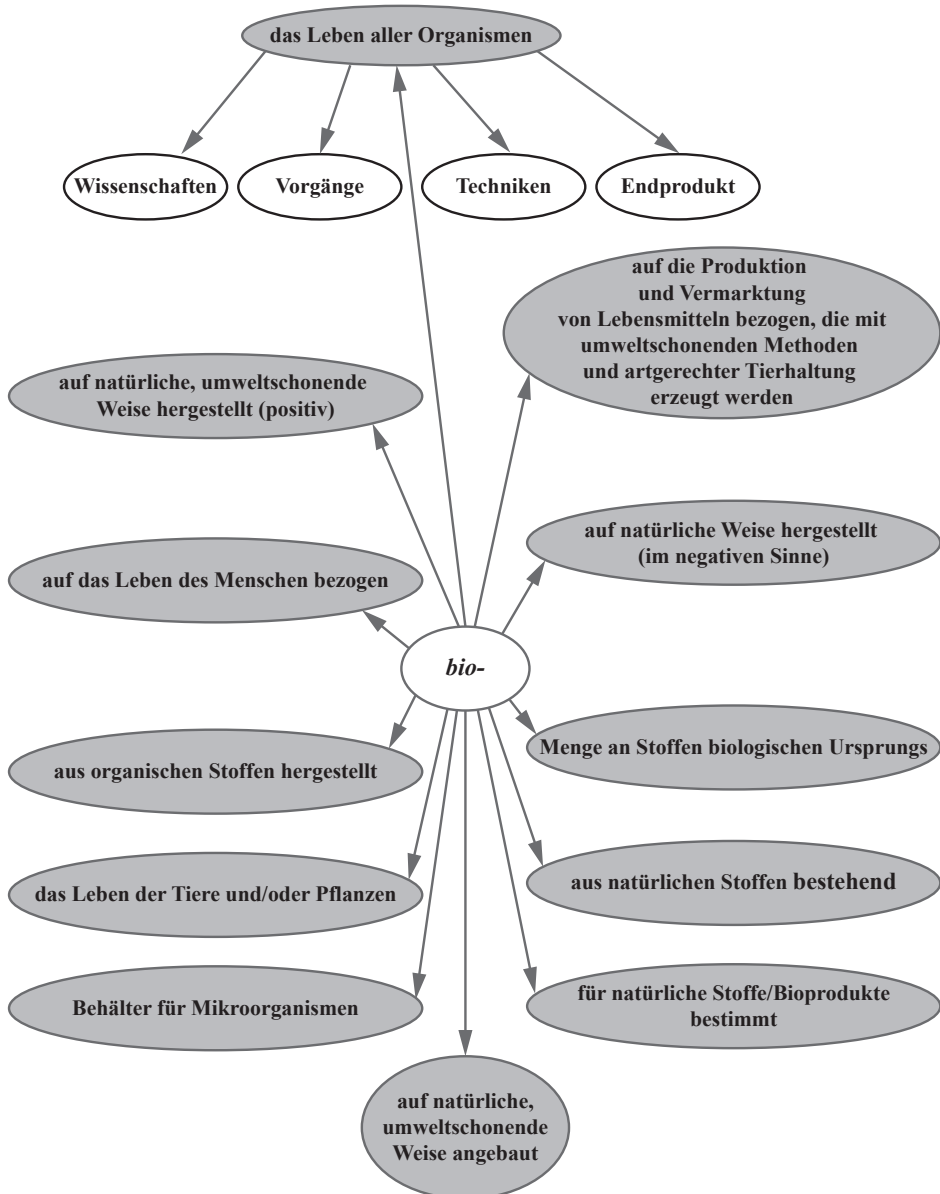 das Leben aller Organismen
Wissenschaften
Vorgänge
Techniken
Endprodukt
auf die Produktion
und Vermarktung
von Lebensmitteln bezogen, die mit
umweltschonenden Methoden
und artgerechter Tierhaltung
erzeugt werden
auf natürliche, umweltschonende
Weise hergestellt (positiv)
auf natürliche Weise hergestellt
(im negativen Sinne)
auf das Leben des Menschen bezogen
bio-
Menge an Stoffen biologischen Ursprungs
aus organischen Stoffen hergestellt
aus natürlichen Stoffen bestehend
das Leben der Tiere und/oder Pflanzen
für natürliche Stoffe/Bioprodukte
bestimmt
Behälter für Mikroorganismen
auf natürliche,
umweltschonende
Weise angebaut